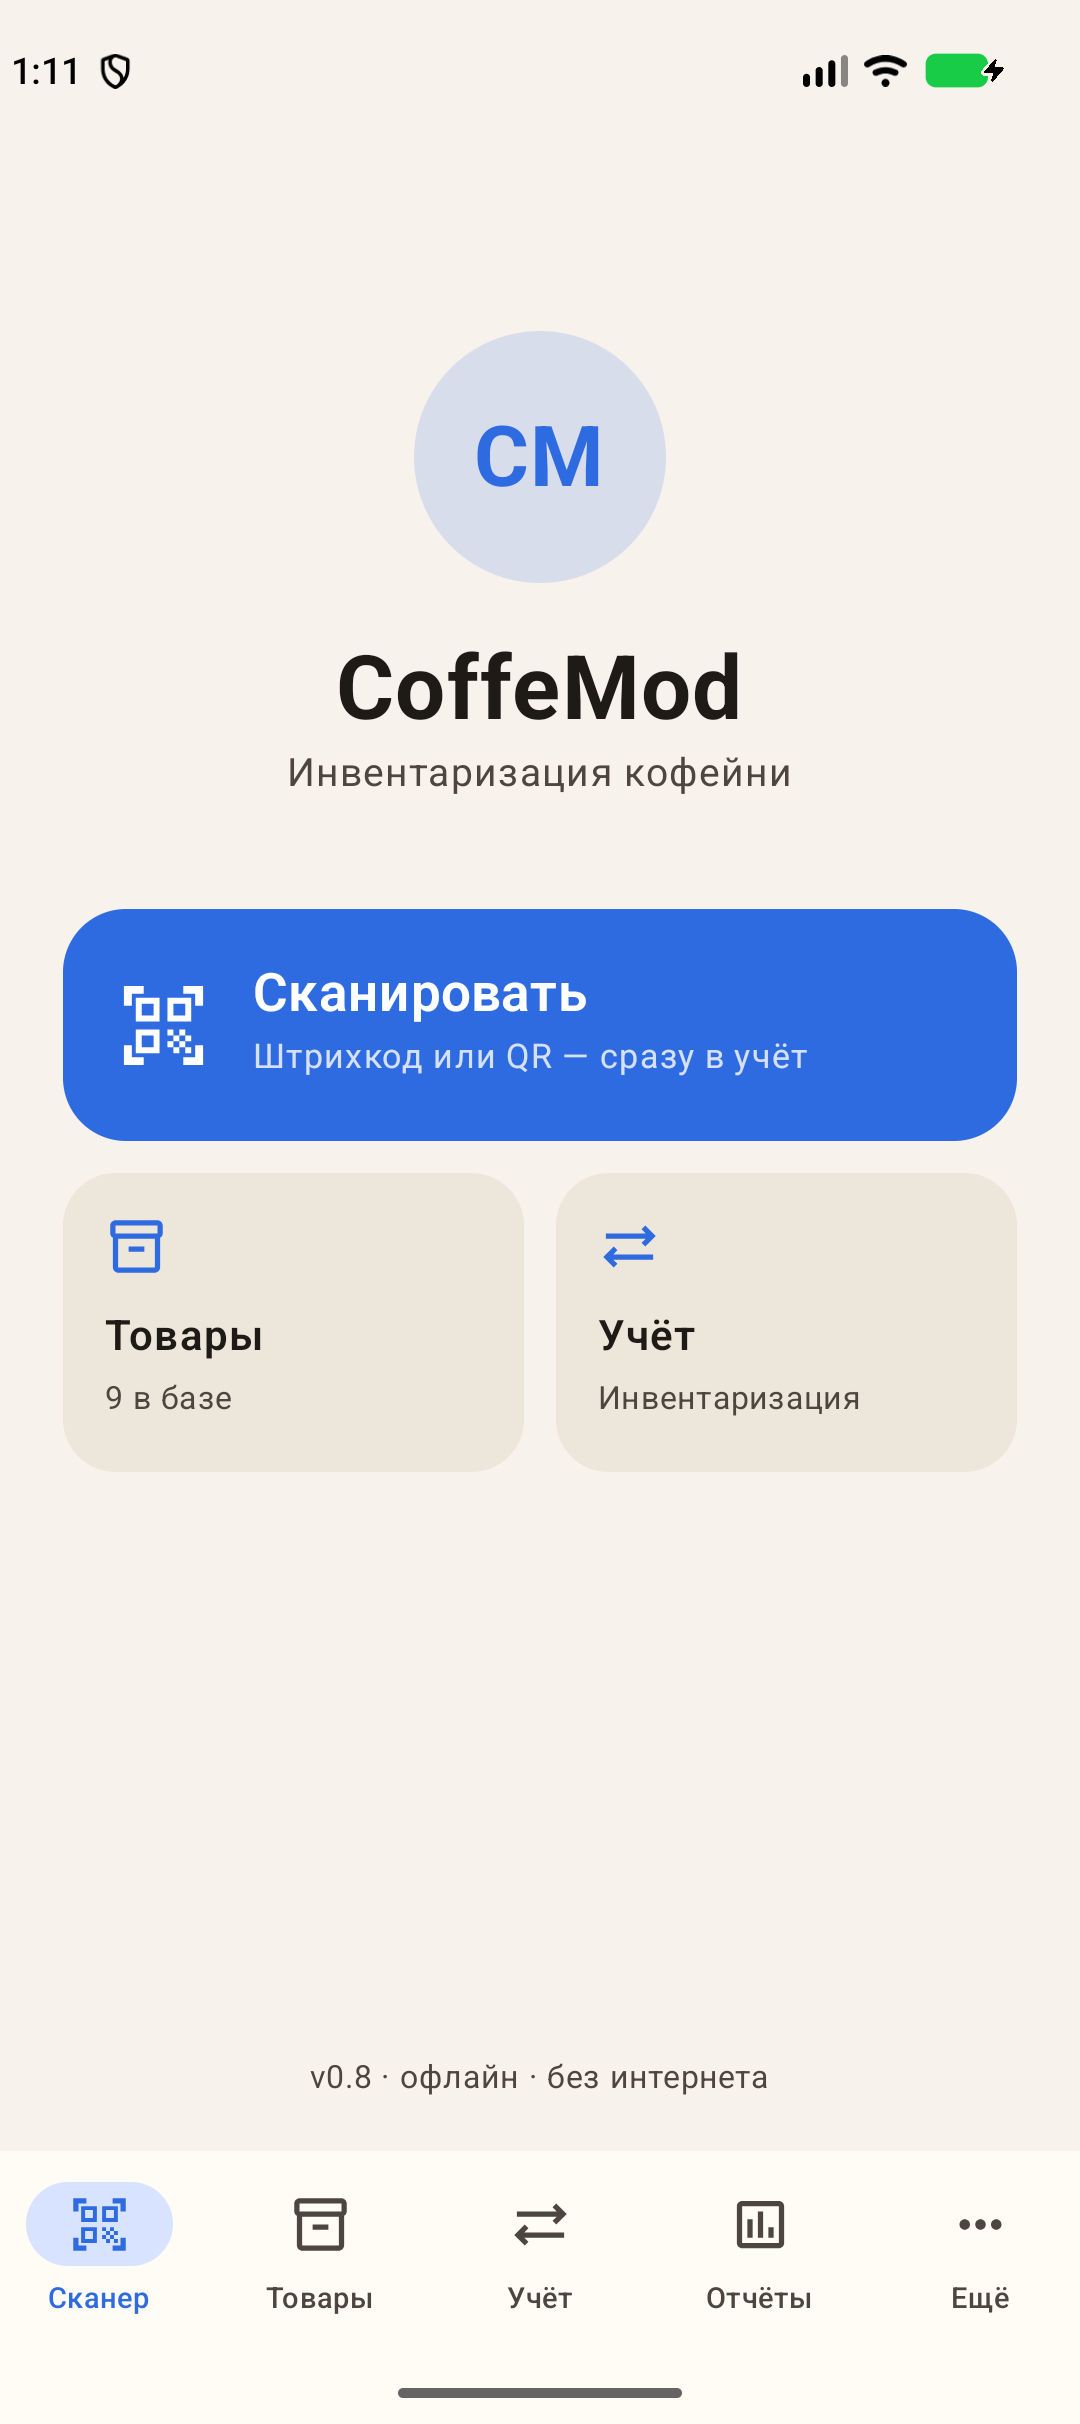 1:11
CM
CoffeMod
Инвентаризация кофейни
Сканировать
Штрихкод или QR — сразу в учёт
Товары
9 в базе
Учёт
Инвентаризация
v0.8 · офлайн · без интернета
Сканер
Товары
Учёт
Отчёты
Ещё